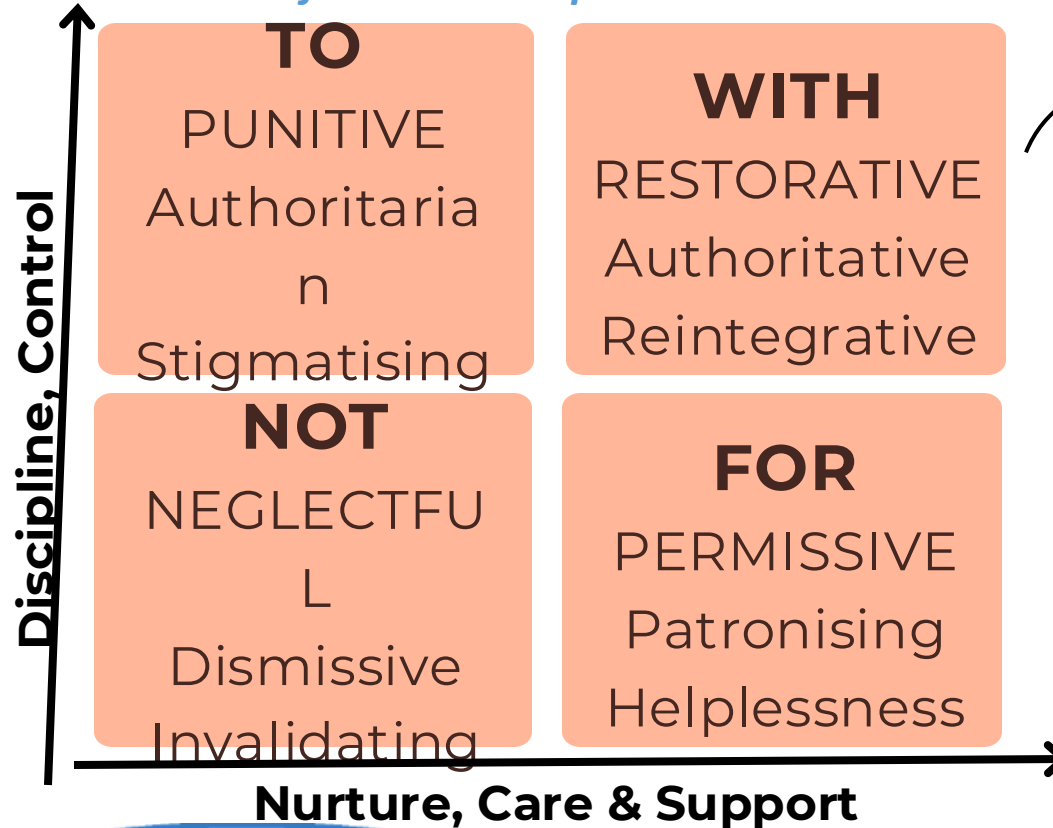 TO
PUNITIVE
Authoritaria
n
Stigmatising
WITH
RESTORATIVE
Authoritative
Reintegrative
NOT
NEGLECTFU
L
Dismissive
Invalidating
FOR
PERMISSIVE
Patronising
Helplessness
Discipline, Control
Nurture, Care & Support